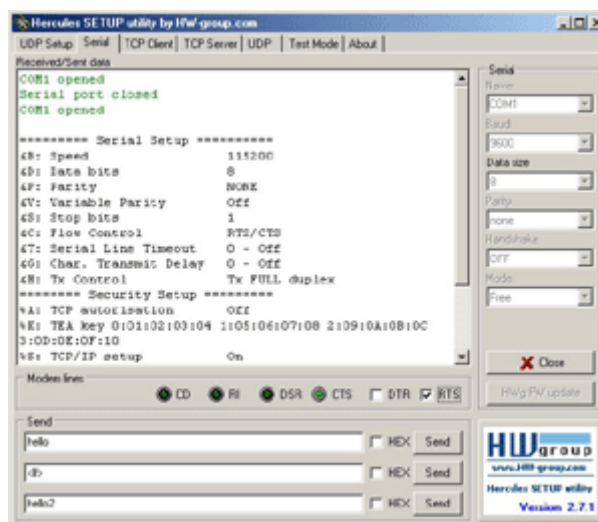 Hercules SETUP utility by HW-group.com
UDP Setup Serial TCP Client TCP Server UDP Test Mode About
Received/Sent data
COM1 opened
Serial port closed
COM1 opened
========= Serial Setup ==========
&B: Speed 115200
&D: Data bits 8
&P: Parity NONE
&V: Variable Parity Off
&S: Stop bits 1
&C: Flow Control RTS/CTS
&T: Serial Line Timeout 0 - Off
&G: Char. Transmit Delay 0 - Off
&H: Tx Control Tx FULL duplex
======== Security Setup =========
%A: TCP autorisation Off
%K: TEA key 0:01:02:03:04 1:05:06:07:08 2:09:0A:0B:0C
3:0D:0E:0F:10
%S: TCP/IP setup On
Serial
Name
COM1
Baud
9600
Data size
8
Parity
none
Handshake
OFF
Mode
Free
Close
HWg FW update
Modem lines
CD RI DSR CTS DTR RTS
Send
hello HEX Send
HEX Send
hello2 HEX Send
HW group
www.HW-group.com
Hercules SETUP utility
Version 2.7.1